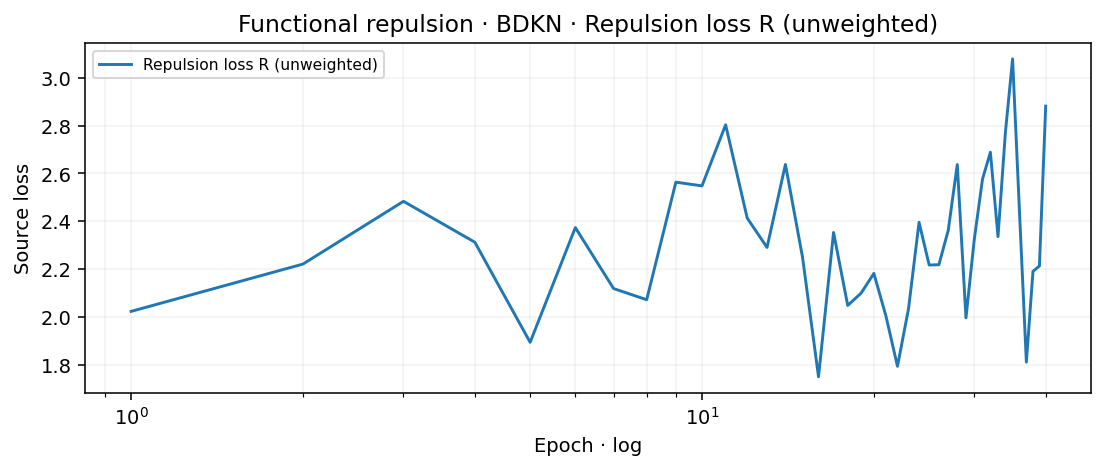 Functional repulsion · BDKN · Repulsion loss R (unweighted)
Repulsion loss R (unweighted)
Source loss
3.0
2.8
2.6
2.4
2.2
2.0
1.8
10⁰
10¹
Epoch · log